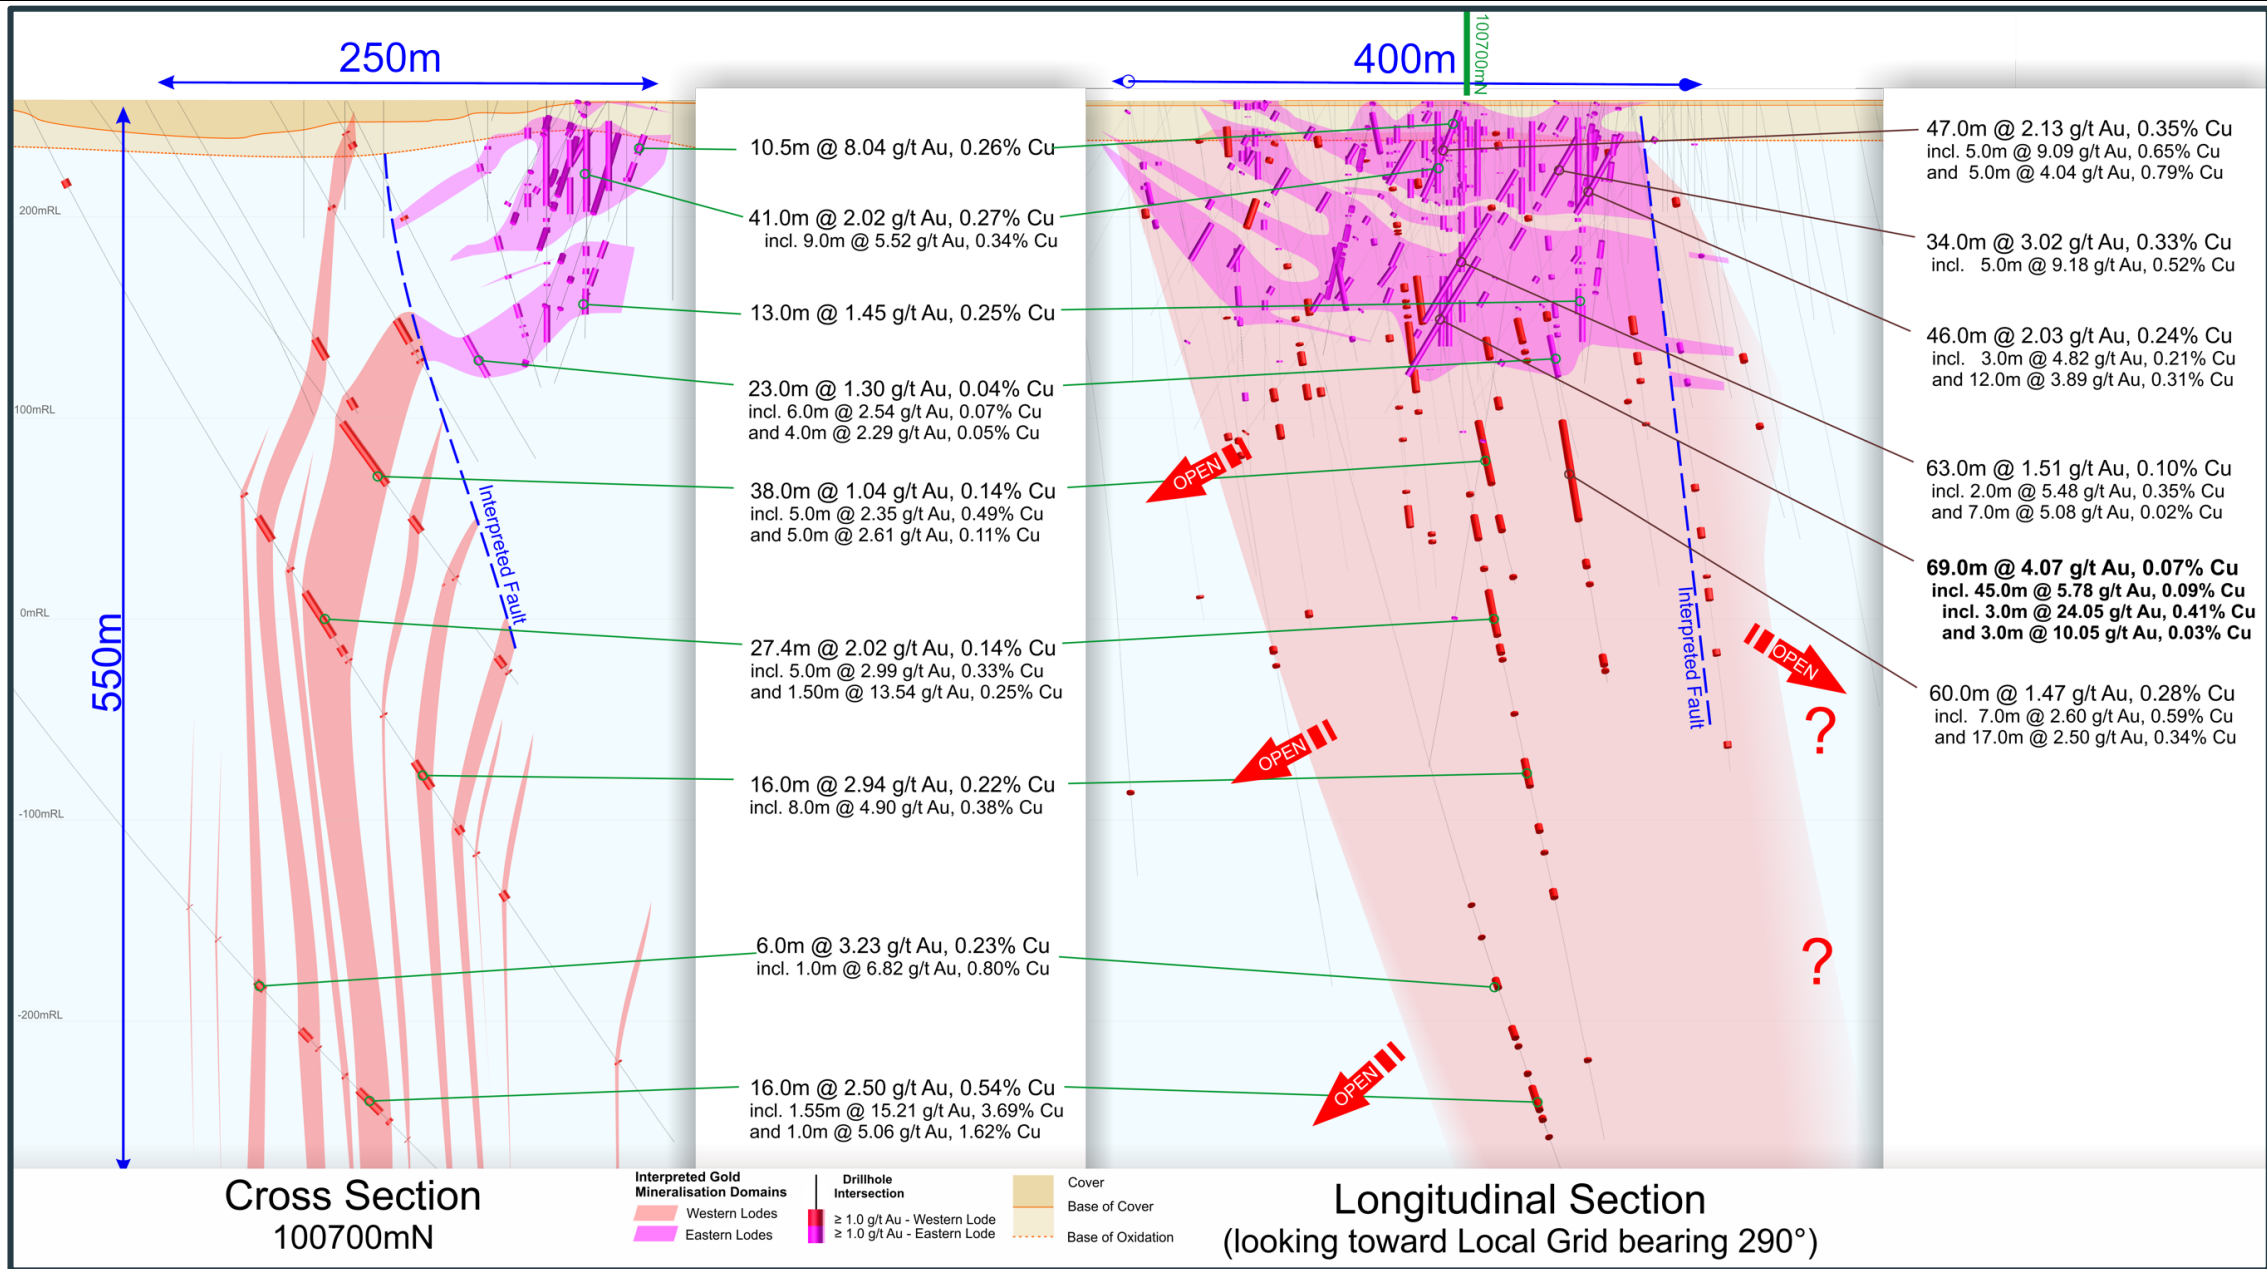 250m
400m
100700mN
200mRL
100mRL
0mRL
-100mRL
-200mRL
550m
Interpreted Fault
10.5m @ 8.04 g/t Au, 0.26% Cu
41.0m @ 2.02 g/t Au, 0.27% Cu
incl. 9.0m @ 5.52 g/t Au, 0.34% Cu
13.0m @ 1.45 g/t Au, 0.25% Cu
23.0m @ 1.30 g/t Au, 0.04% Cu
incl. 6.0m @ 2.54 g/t Au, 0.07% Cu
and 4.0m @ 2.29 g/t Au, 0.05% Cu
38.0m @ 1.04 g/t Au, 0.14% Cu
incl. 5.0m @ 2.35 g/t Au, 0.49% Cu
and 5.0m @ 2.61 g/t Au, 0.11% Cu
27.4m @ 2.02 g/t Au, 0.14% Cu
incl. 5.0m @ 2.99 g/t Au, 0.33% Cu
and 1.50m @ 13.54 g/t Au, 0.25% Cu
16.0m @ 2.94 g/t Au, 0.22% Cu
incl. 8.0m @ 4.90 g/t Au, 0.38% Cu
6.0m @ 3.23 g/t Au, 0.23% Cu
incl. 1.0m @ 6.82 g/t Au, 0.80% Cu
16.0m @ 2.50 g/t Au, 0.54% Cu
incl. 1.55m @ 15.21 g/t Au, 3.69% Cu
and 1.0m @ 5.06 g/t Au, 1.62% Cu
OPEN
OPEN
OPEN
OPEN
Interpreted Fault
?
?
47.0m @ 2.13 g/t Au, 0.35% Cu
incl. 5.0m @ 9.09 g/t Au, 0.65% Cu
and 5.0m @ 4.04 g/t Au, 0.79% Cu
34.0m @ 3.02 g/t Au, 0.33% Cu
incl. 5.0m @ 9.18 g/t Au, 0.52% Cu
46.0m @ 2.03 g/t Au, 0.24% Cu
incl. 3.0m @ 4.82 g/t Au, 0.21% Cu
and 12.0m @ 3.89 g/t Au, 0.31% Cu
63.0m @ 1.51 g/t Au, 0.10% Cu
incl. 2.0m @ 5.48 g/t Au, 0.35% Cu
and 7.0m @ 5.08 g/t Au, 0.02% Cu
69.0m @ 4.07 g/t Au, 0.07% Cu
incl. 45.0m @ 5.78 g/t Au, 0.09% Cu
incl. 3.0m @ 24.05 g/t Au, 0.41% Cu
and 3.0m @ 10.05 g/t Au, 0.03% Cu
60.0m @ 1.47 g/t Au, 0.28% Cu
incl. 7.0m @ 2.60 g/t Au, 0.59% Cu
and 17.0m @ 2.50 g/t Au, 0.34% Cu
Cross Section
100700mN
Interpreted Gold
Mineralisation Domains
Western Lodes
Eastern Lodes
Drillhole
Intersection
≥ 1.0 g/t Au - Western Lode
≥ 1.0 g/t Au - Eastern Lode
Cover
Base of Cover
Base of Oxidation
Longitudinal Section
(looking toward Local Grid bearing 290°)